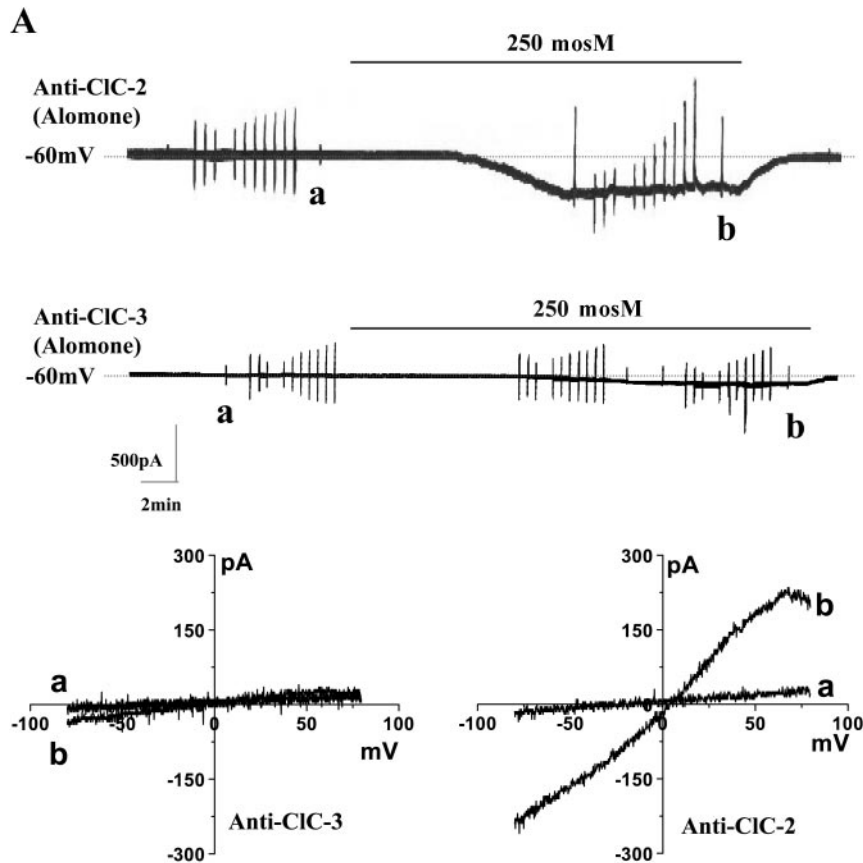 A
250 mosM
Anti-ClC-2
(Alomone)
-60mV
a
b
250 mosM
Anti-ClC-3
(Alomone)
-60mV
a
b
500pA
2min
300
pA
150
a
b
-100
-50
0
50
100
mV
-150
-300
Anti-ClC-3
300
pA
150
b
a
-100
-50
0
50
100
mV
-150
-300
Anti-ClC-2